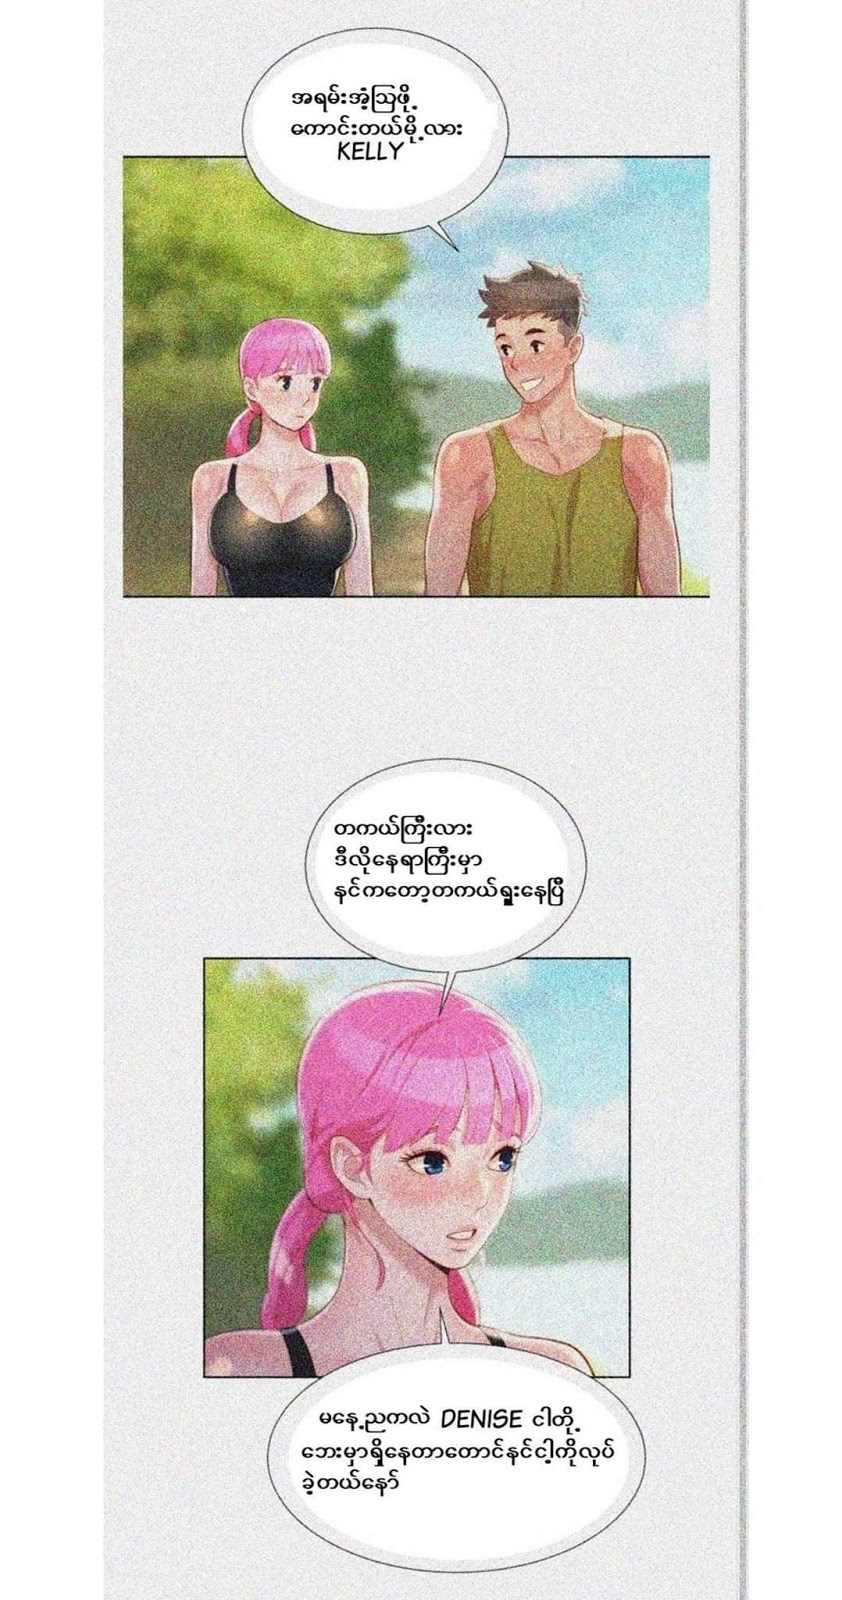 အရမ်းအံ့ဩဖို့
ကောင်းတယ်မို့လား
KELLY
တကယ်ကြီးလား
ဒီလိုနေရာကြီးမှာ
နင်ကတော့တကယ်ရူးနေပြီ
မနေ့ညကလဲ DENISE ငါတို့
ဘေးမှာရှိနေတာတောင်နင်ငါ့ကိုလုပ်
ခဲ့တယ်နော်